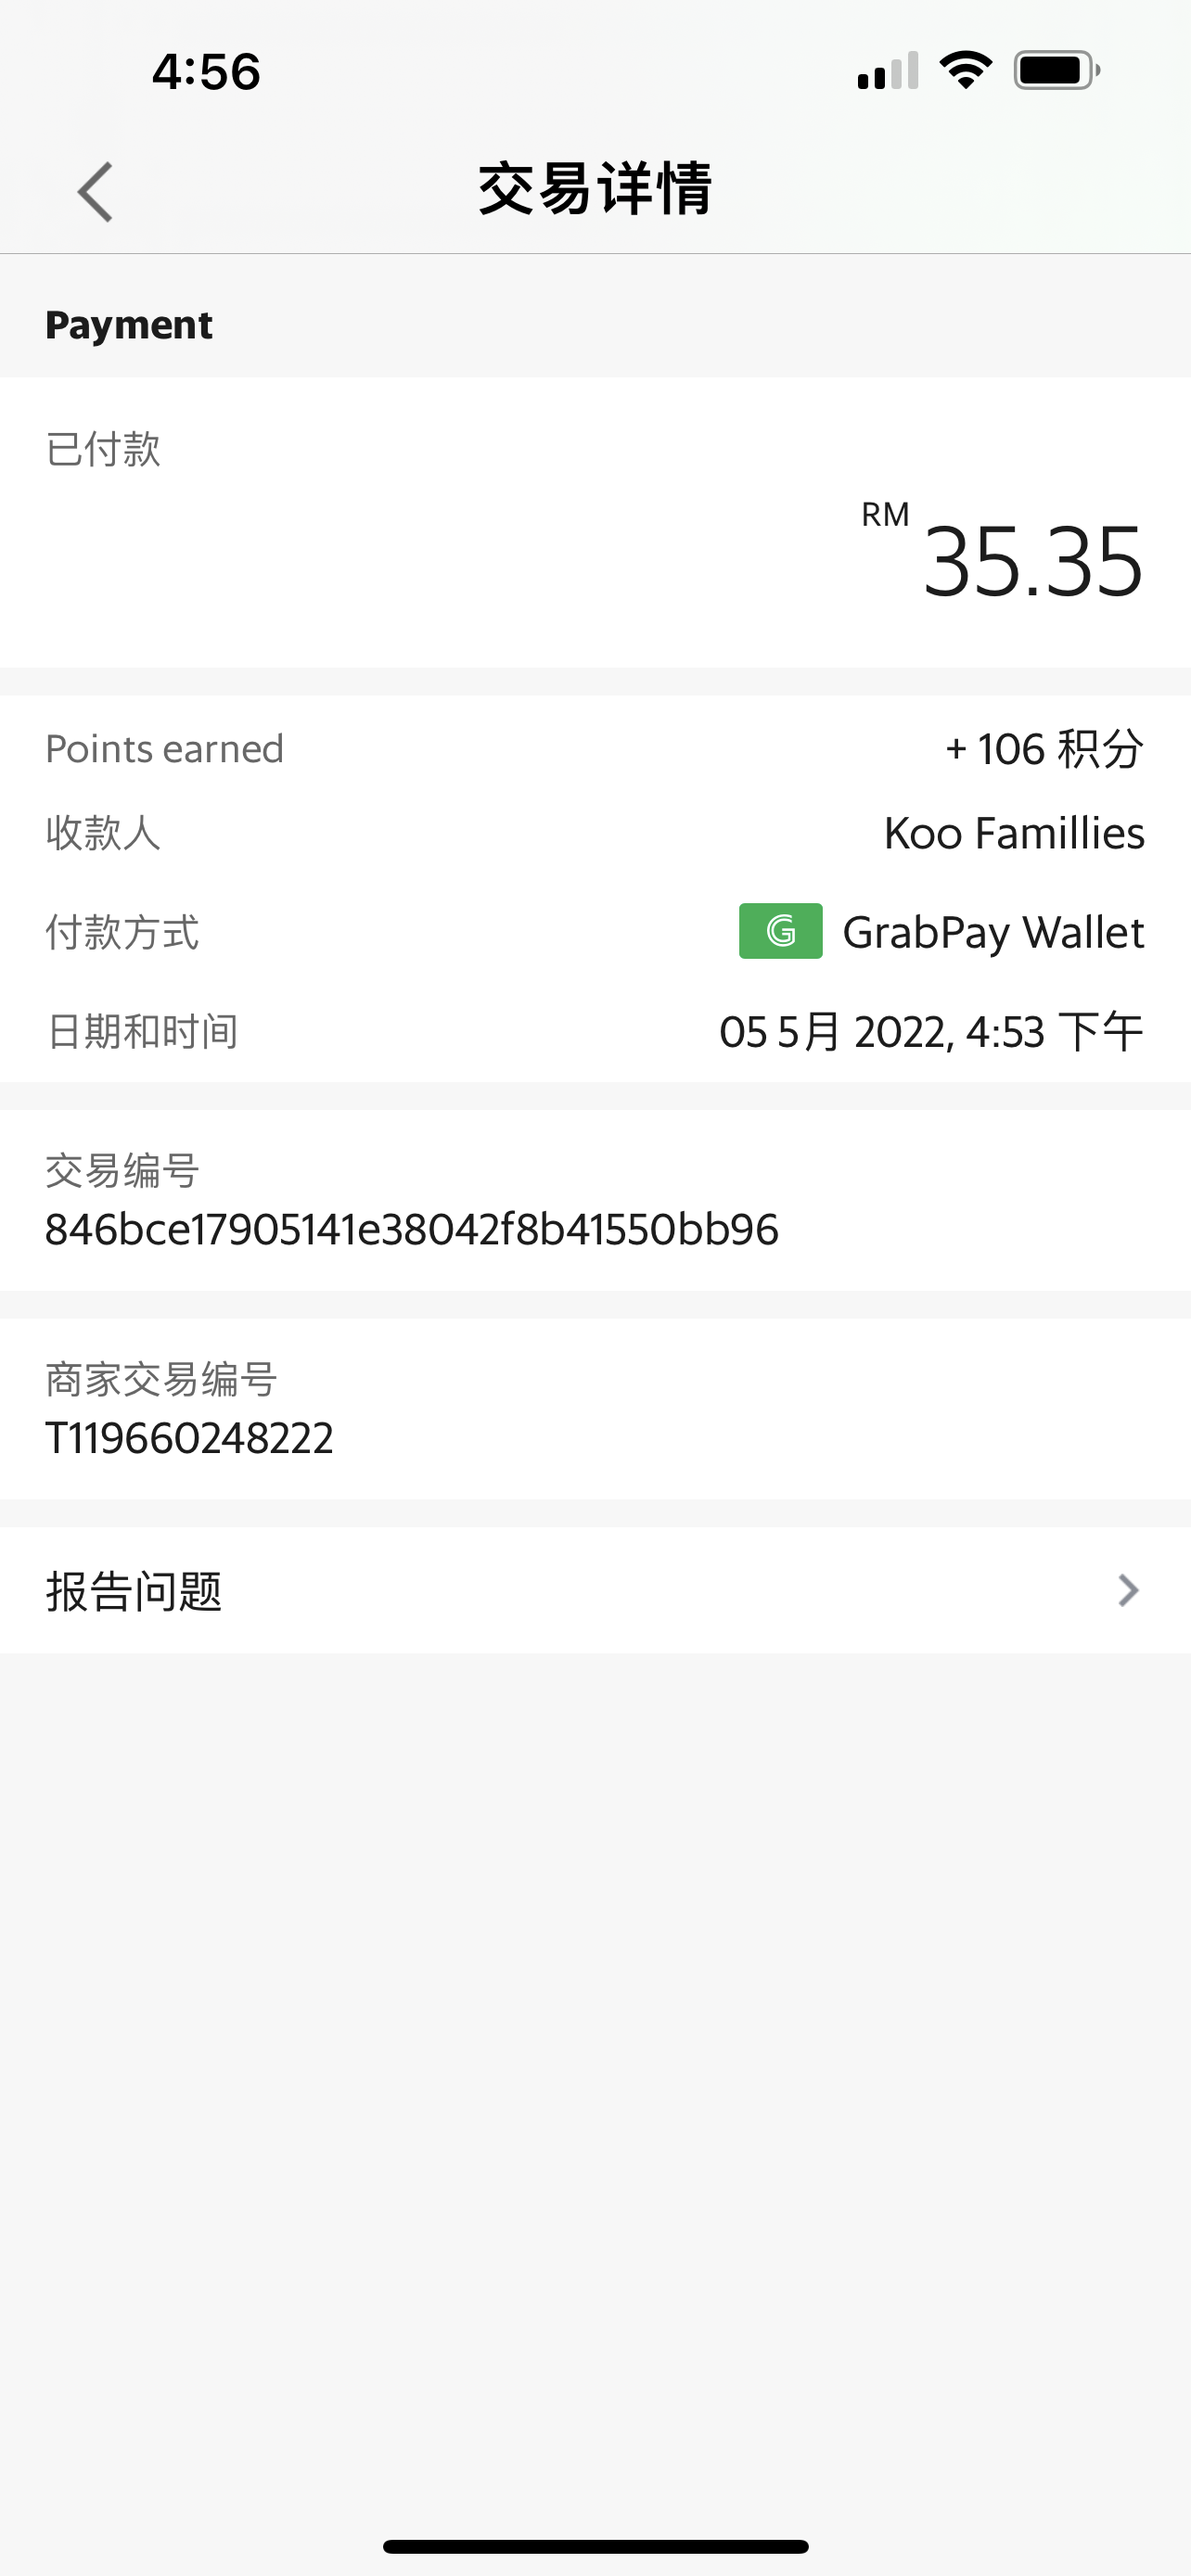 4:56
交易详情
Payment
已付款
RM 35.35
Points earned + 106 积分
收款人 Koo Famillies
付款方式 G GrabPay Wallet
日期和时间 05 5月 2022, 4:53 下午
交易编号
846bce17905141e38042f8b41550bb96
商家交易编号
T119660248222
报告问题